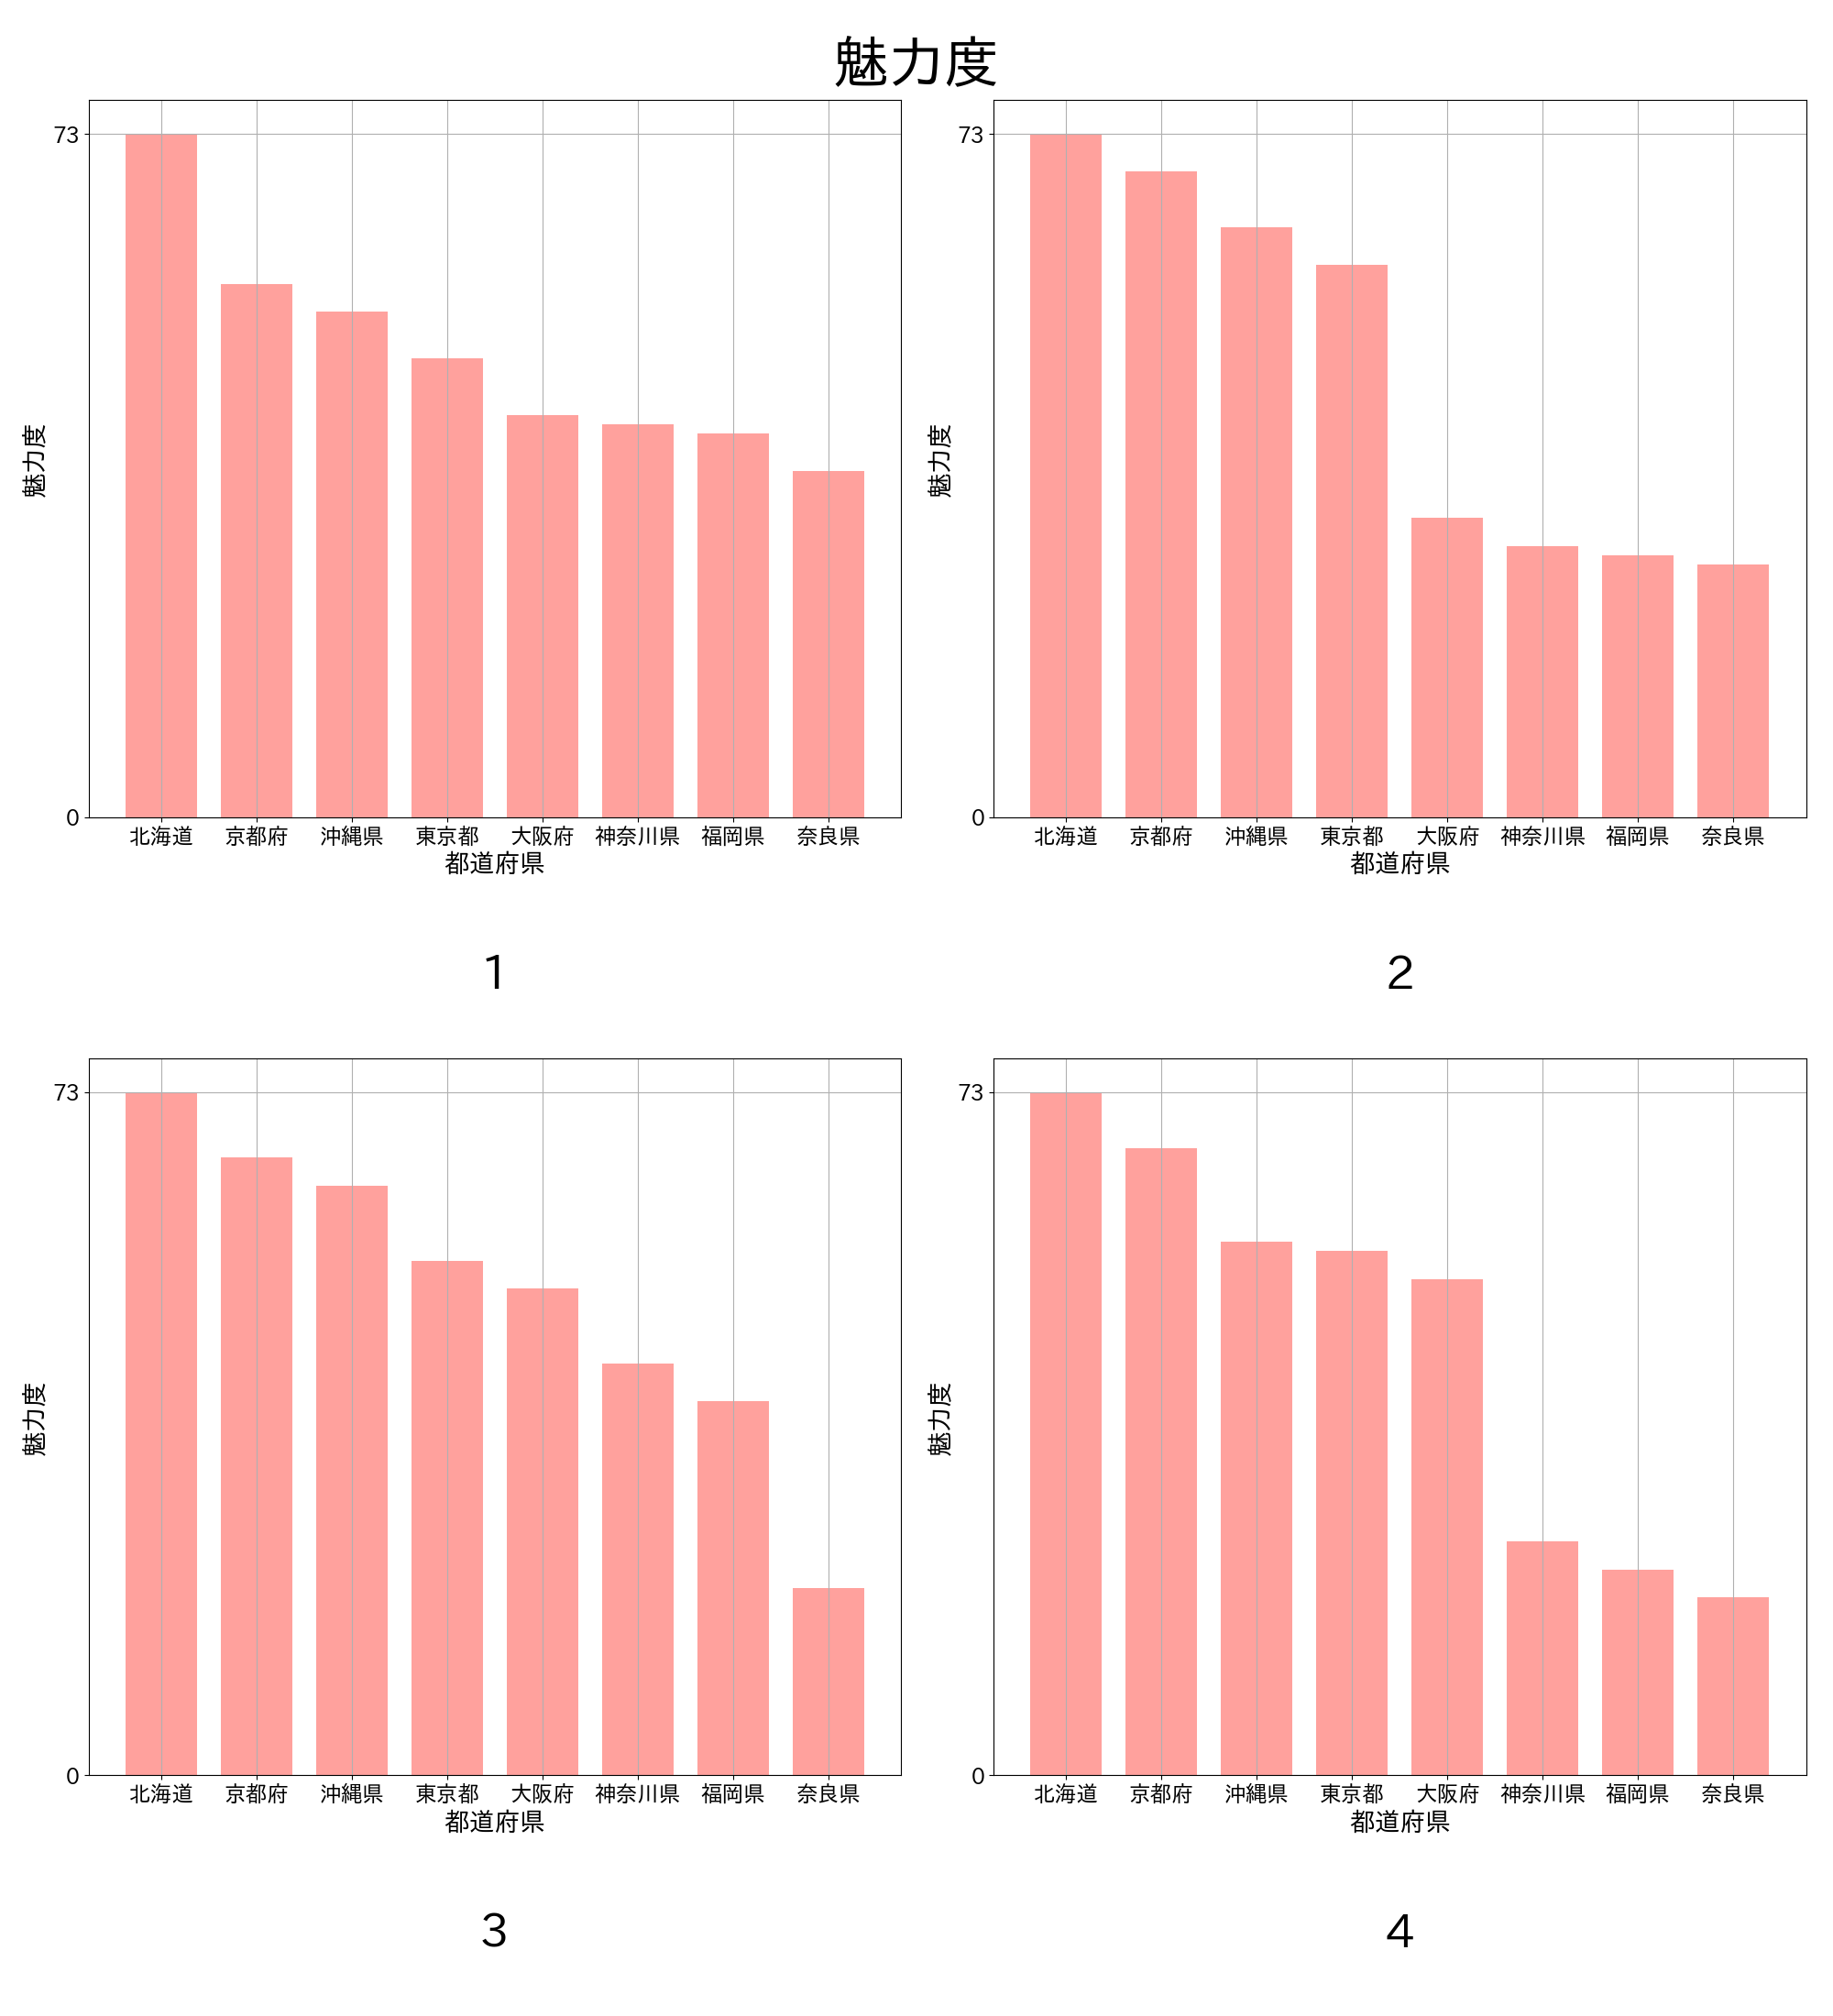 魅力度
73
0
魅力度
北海道 京都府 沖縄県 東京都 大阪府 神奈川県 福岡県 奈良県
都道府県
1
73
0
魅力度
北海道 京都府 沖縄県 東京都 大阪府 神奈川県 福岡県 奈良県
都道府県
2
73
0
魅力度
北海道 京都府 沖縄県 東京都 大阪府 神奈川県 福岡県 奈良県
都道府県
3
73
0
魅力度
北海道 京都府 沖縄県 東京都 大阪府 神奈川県 福岡県 奈良県
都道府県
4